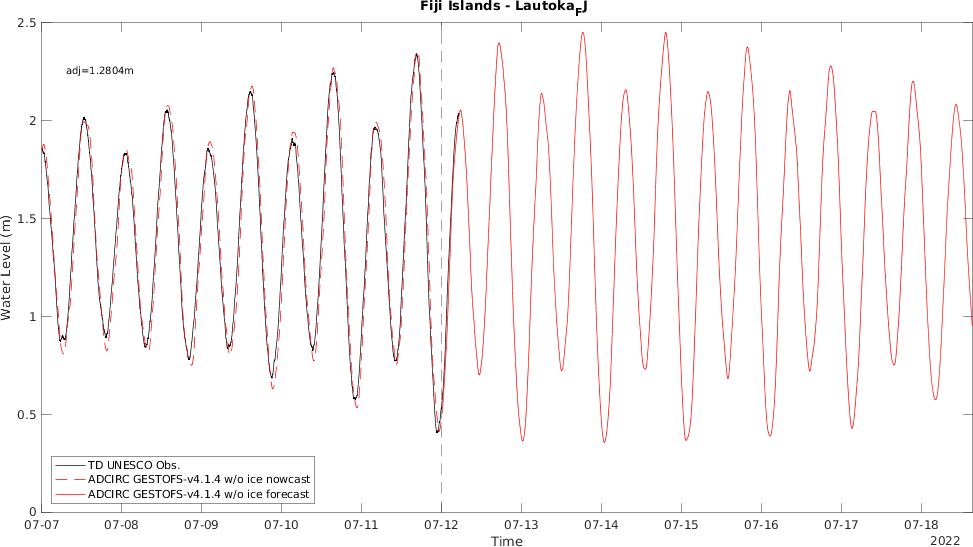 Fiji Islands - Lautoka_FJ
adj=1.2804m
2.5
2
1.5
1
0.5
0
Water Level (m)
TD UNESCO Obs.
ADCIRC GESTOFS-v4.1.4 w/o ice nowcast
ADCIRC GESTOFS-v4.1.4 w/o ice forecast
07-07 07-08 07-09 07-10 07-11 07-12 07-13 07-14 07-15 07-16 07-17 07-18
Time
2022